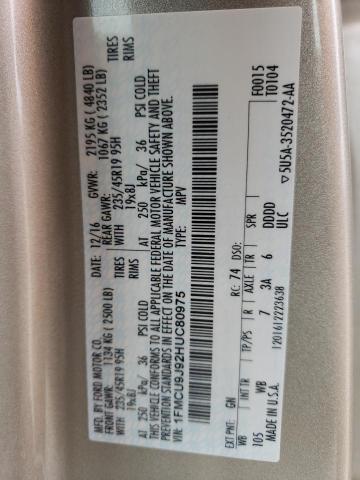 MFD. BY FORD MOTOR CO.
DATE: 12/16 GVWR: 2195 KG ( 4840 LB)
FRONT GAWR: 1134 KG (2500 LB) REAR GAWR: 1067 KG ( 2352 LB)
WITH 235/45R19 95H TIRES WITH 235/45R19 95H TIRES
19x8J RIMS 19x8J RIMS
AT 250 kPa/ 36 PSI COLD AT 250 kPa/ 36 PSI COLD
THIS VEHICLE CONFORMS TO ALL APPLICABLE FEDERAL MOTOR VEHICLE SAFETY AND THEFT
PREVENTION STANDARDS IN EFFECT ON THE DATE OF MANUFACTURE SHOWN ABOVE.
VIN: 1FMCU9J92HUC80975
TYPE: MPV
F0015
T0104
EXT PNT: GN RC: 74 DSO:
WB INT TR TP/PS R AXLE TR SPR
105 WB 7 3A 6 DDDD
ULC
MADE IN U.S.A. 1201612223638
▽5U5A-3520472-AA